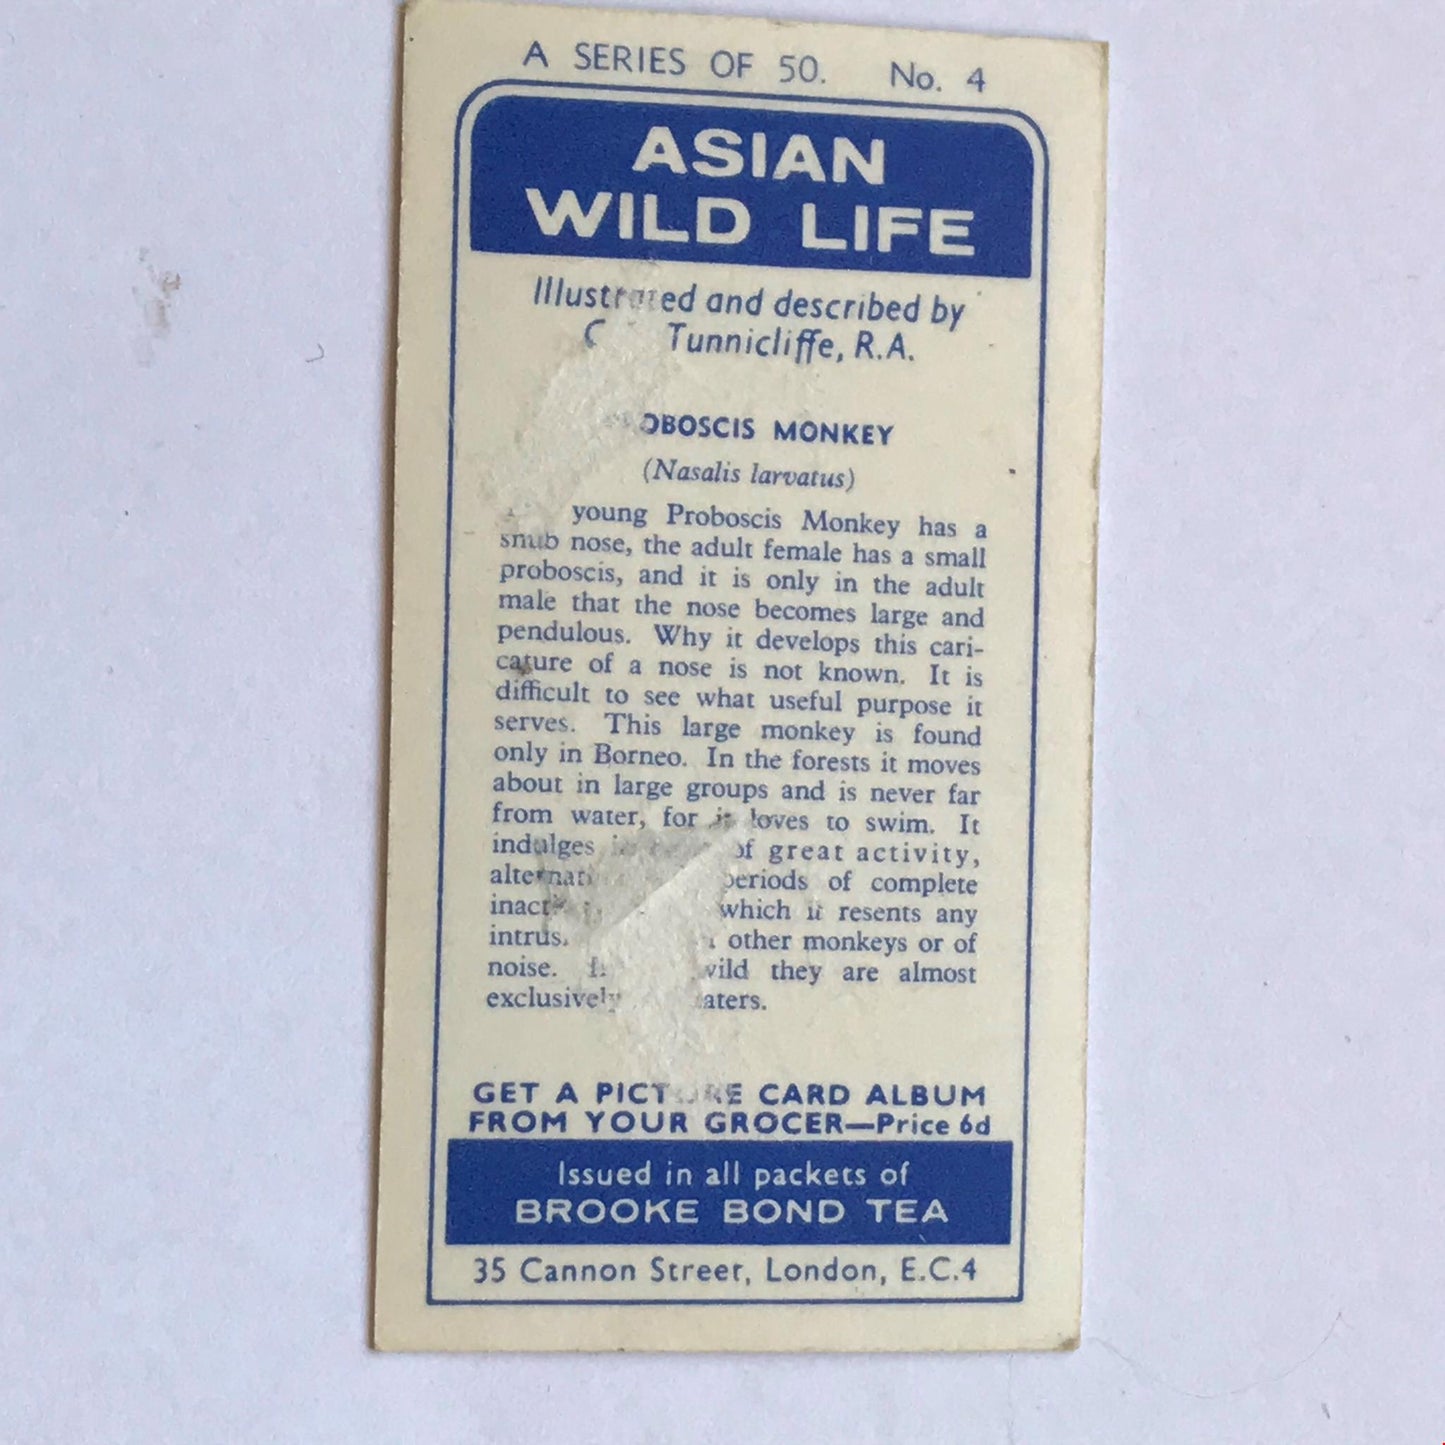 A SERIES OF 50. No. 4
ASIAN
WILD LIFE
Illustrated and described by
Tunnicliffe, R.A.
PROBOSCIS MONKEY
(Nasalis larvatus)
young Proboscis Monkey has a
snub nose, the adult female has a small
proboscis, and it is only in the adult
male that the nose becomes large and
pendulous. Why it develops this cari-
cature of a nose is not known. It is
difficult to see what useful purpose it
serves. This large monkey is found
only in Borneo. In the forests it moves
about in large groups and is never far
from water, for it loves to swim. It
indulges of great activity,
periods of complete
which it resents any
other monkeys or of
noise. wild they are almost
exclusively
GET A PICTURE CARD ALBUM
FROM YOUR GROCER—Price 6d
Issued in all packets of
BROOKE BOND TEA
35 Cannon Street, London, E.C.4